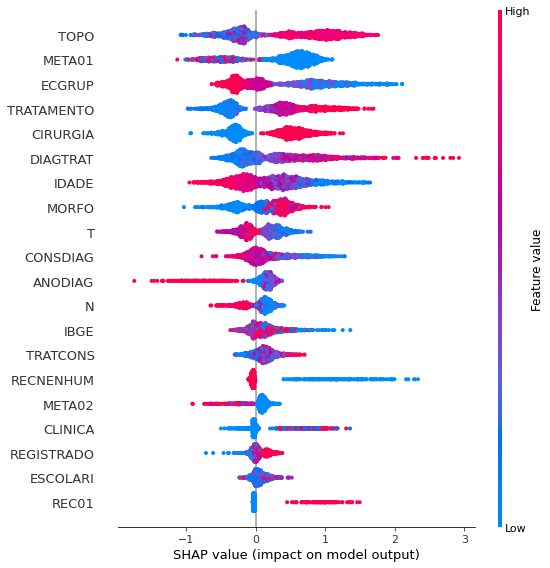 High
TOPO
META01
ECGRUP
TRATAMENTO
CIRURGIA
DIAGTRAT
IDADE
MORFO
T
CONSDIAG
ANODIAG
N
IBGE
TRATCONS
RECNENHUM
META02
CLINICA
REGISTRADO
ESCOLARI
REC01
Feature value
Low
−1 0 1 2 3
SHAP value (impact on model output)